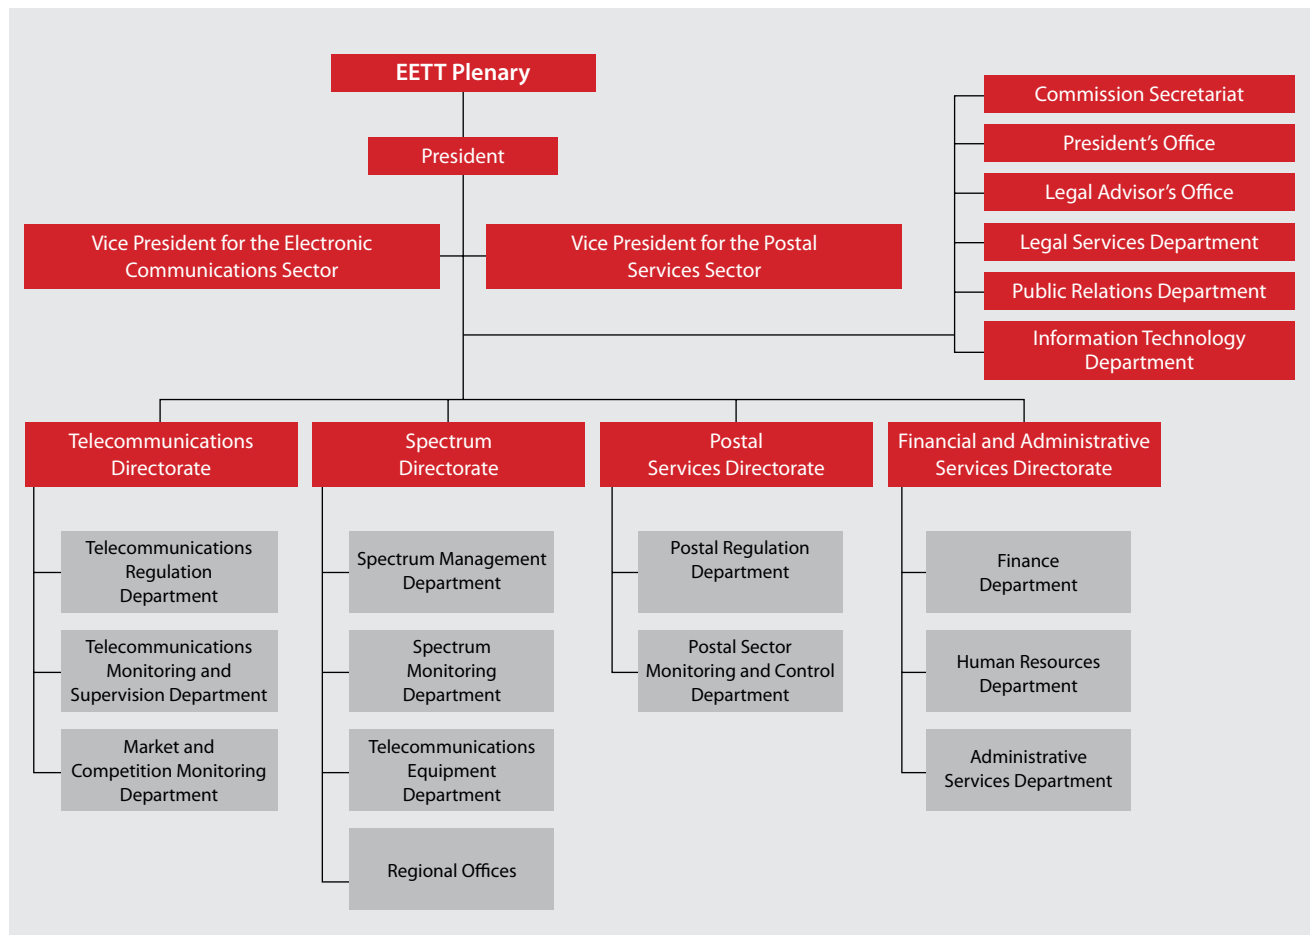 EETT Plenary
President
Vice President for the Electronic
Communications Sector
Vice President for the Postal
Services Sector
Commission Secretariat
President’s Office
Legal Advisor’s Office
Legal Services Department
Public Relations Department
Information Technology
Department
Telecommunications
Directorate
Telecommunications
Regulation
Department
Telecommunications
Monitoring and
Supervision Department
Market and
Competition Monitoring
Department
Spectrum
Directorate
Spectrum Management
Department
Spectrum
Monitoring
Department
Telecommunications
Equipment
Department
Regional Offices
Postal
Services Directorate
Postal Regulation
Department
Postal Sector
Monitoring and Control
Department
Financial and Administrative
Services Directorate
Finance
Department
Human Resources
Department
Administrative
Services Department